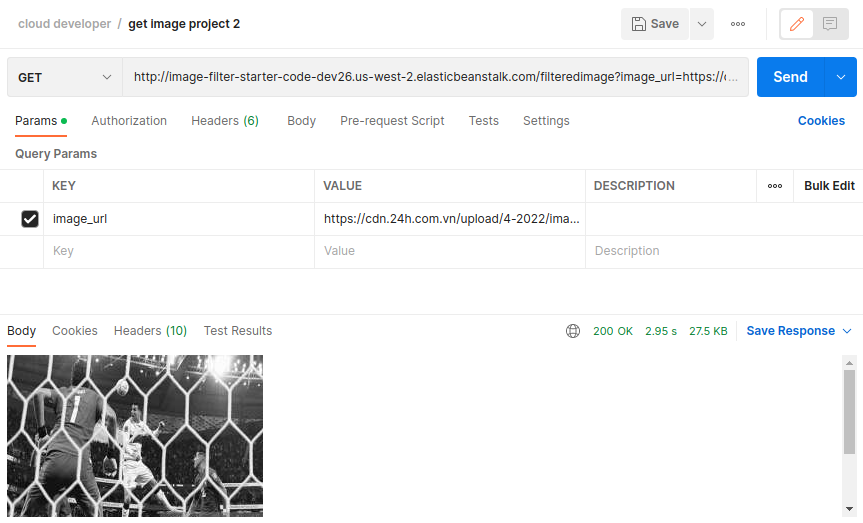 cloud developer / get image project 2
Save
GET
http://image-filter-starter-code-dev26.us-west-2.elasticbeanstalk.com/filteredimage?image_url=https://c...
Send
Params
Authorization
Headers (6)
Body
Pre-request Script
Tests
Settings
Cookies
Query Params
KEY VALUE DESCRIPTION Bulk Edit
image_url https://cdn.24h.com.vn/upload/4-2022/ima...
Key Value Description
Body Cookies Headers (10) Test Results 200 OK 2.95 s 27.5 KB Save Response
1